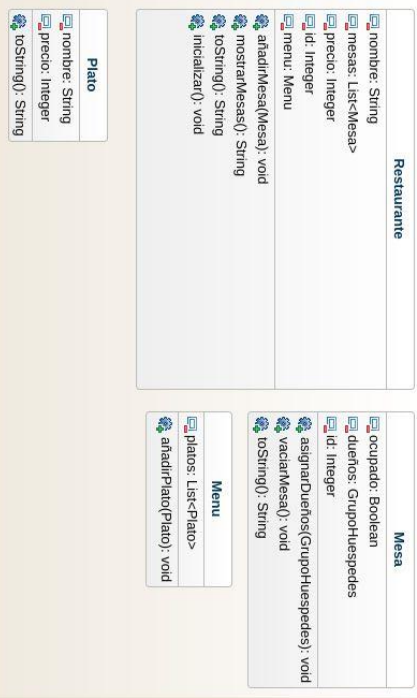 Restaurante
nombre: String
mesas: List<Mesa>
precio: Integer
id: Integer
menu: Menu
añadirMesa(Mesa): void
mostrarMesas(): String
toString(): String
inicializar(): void
Mesa
ocupado: Boolean
dueños: GrupoHuespedes
id: Integer
asignarDueños(GrupoHuespedes): void
vaciarMesa(): void
toString(): String
Plato
nombre: String
precio: Integer
toString(): String
Menu
platos: List<Plato>
añadirPlato(Plato): void